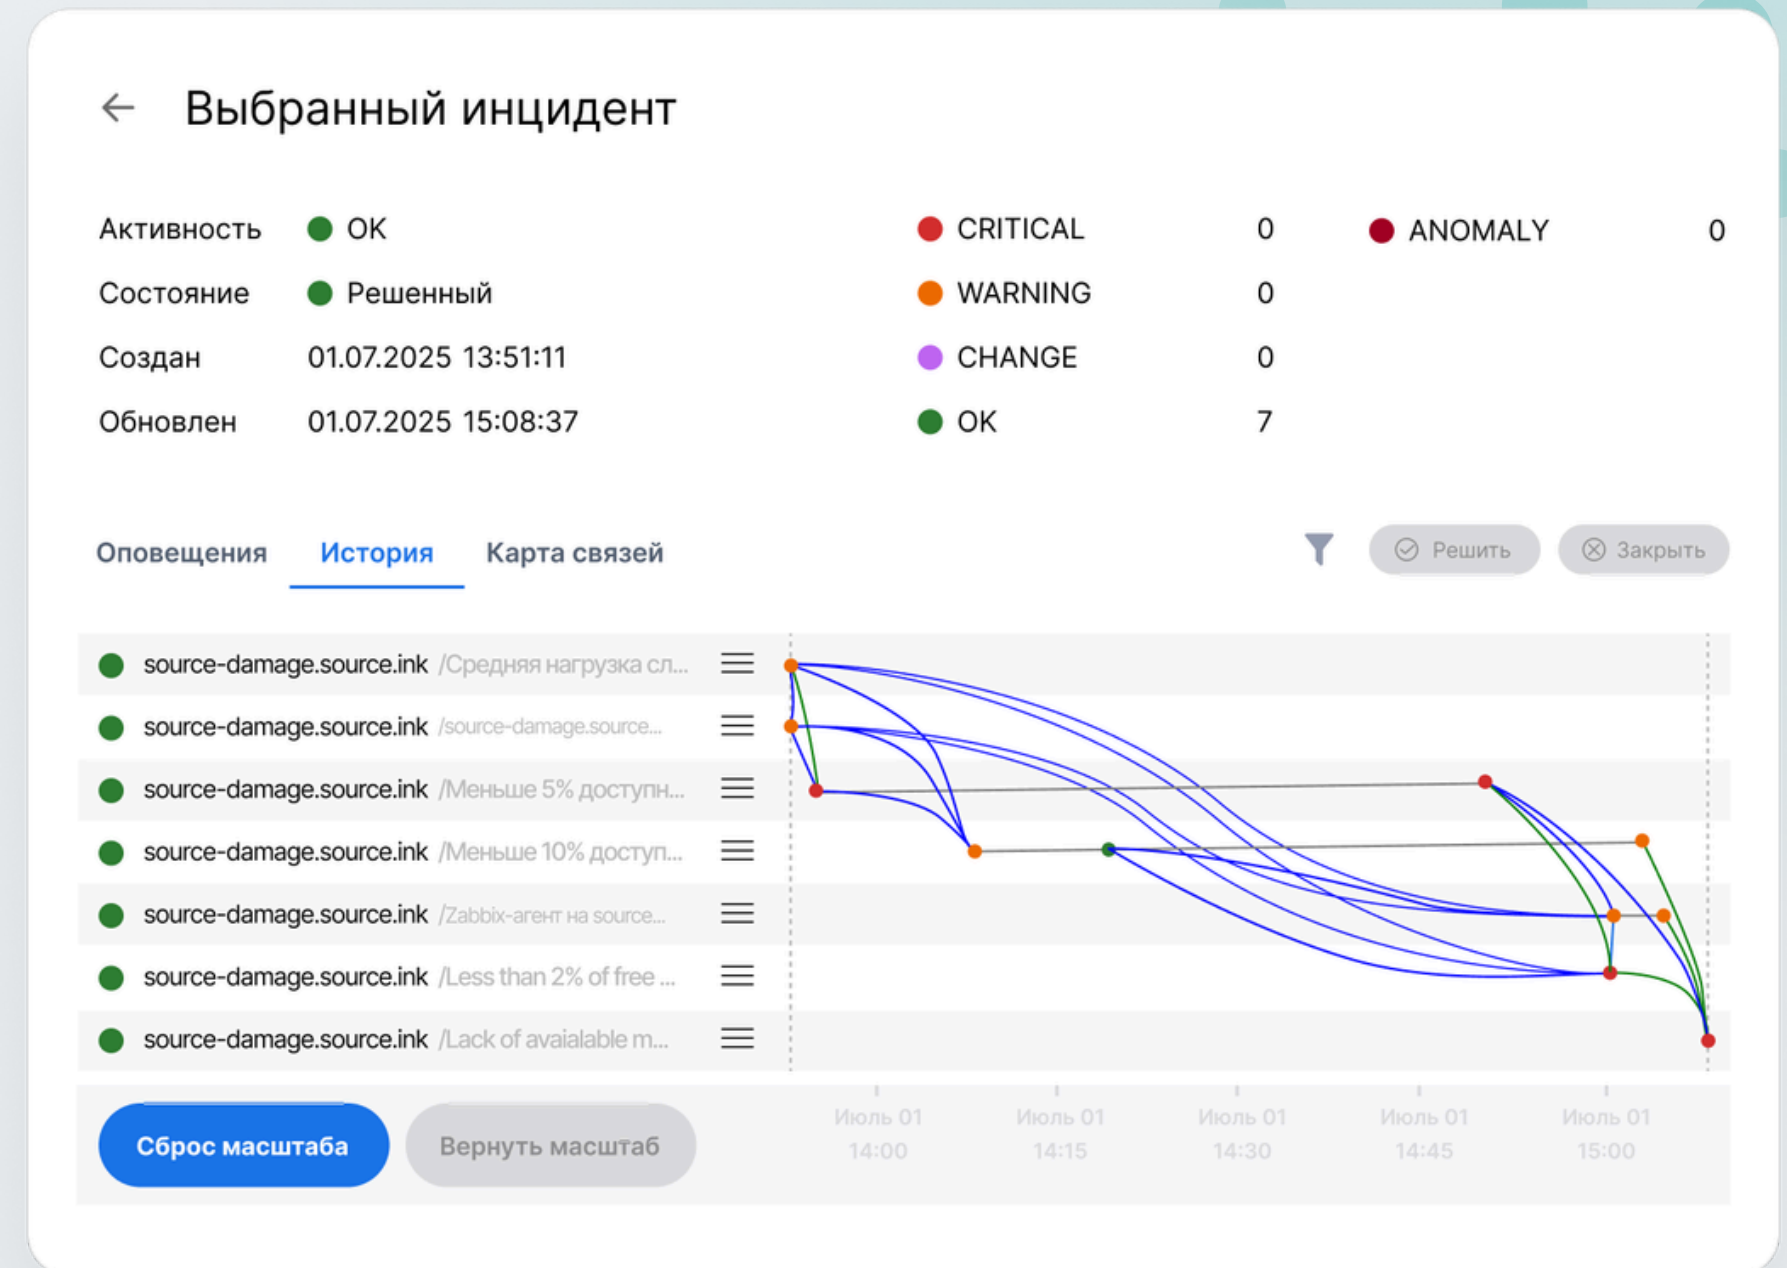 Выбранный инцидент
Активность OK CRITICAL 0 ANOMALY 0
Состояние Решенный WARNING 0
Создан 01.07.2025 13:51:11 CHANGE 0
Обновлен 01.07.2025 15:08:37 OK 7
Оповещения История Карта связей Решить Закрыть
source-damage.source.ink /Средняя нагрузка сл...
source-damage.source.ink /source-damage.source...
source-damage.source.ink /Меньше 5% доступн...
source-damage.source.ink /Меньше 10% доступ...
source-damage.source.ink /Zabbix-агент на source...
source-damage.source.ink /Less than 2% of free ...
source-damage.source.ink /Lack of avaialable m...
Сброс масштаба Вернуть масштаб
Июль 01 Июль 01 Июль 01 Июль 01 Июль 01
14:00 14:15 14:30 14:45 15:00